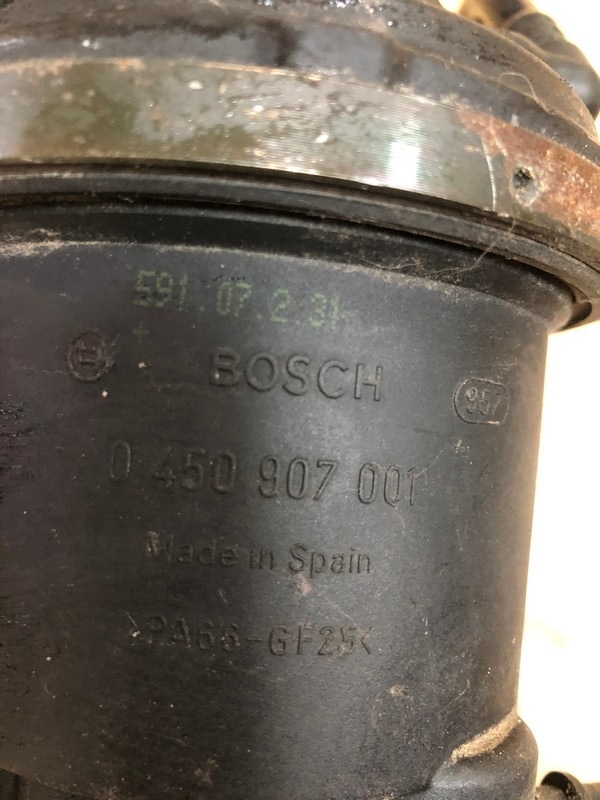 591.07.2.31
BOSCH
957
0 450 907 001
Made in Spain
>PA66-GF25<